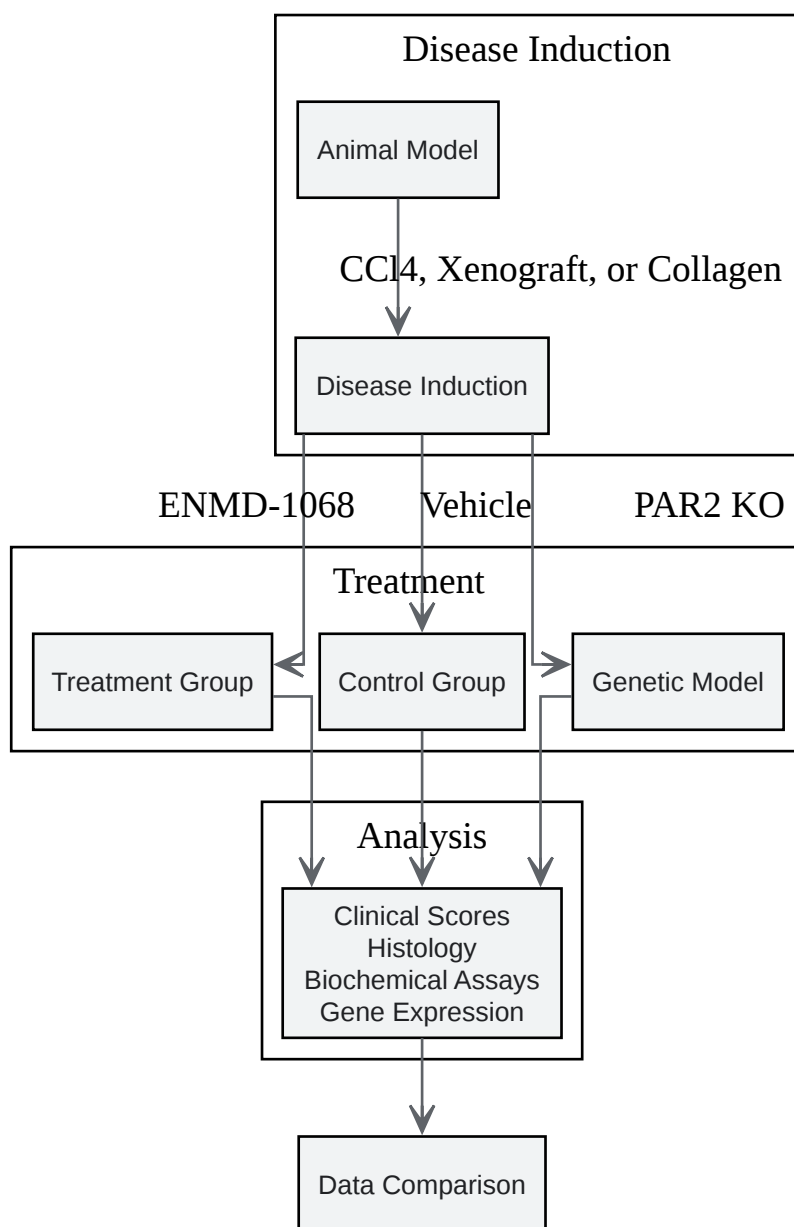 Disease Induction
Animal Model
CCl4, Xenograft, or Collagen
Disease Induction
ENMD-1068 Vehicle PAR2 KO
Treatment
Treatment Group Control Group Genetic Model
Analysis
Clinical Scores
Histology
Biochemical Assays
Gene Expression
Data Comparison